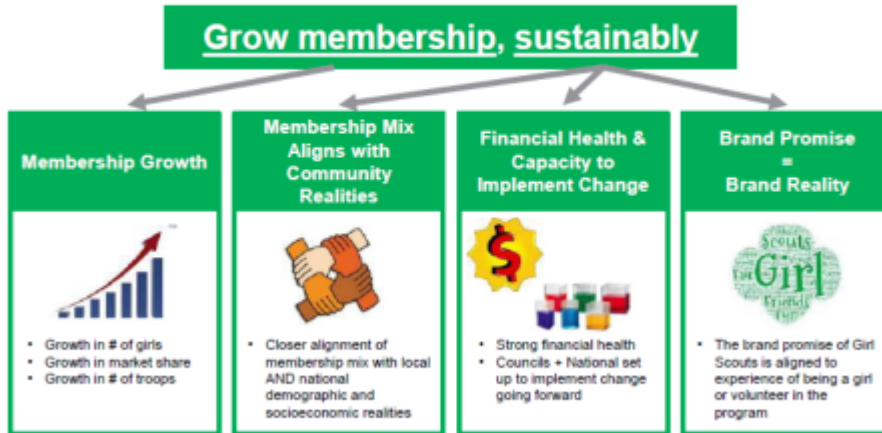 Grow membership, sustainably
Membership Growth
• Growth in # of girls
• Growth in market share
• Growth in # of troops
Membership Mix
Aligns with
Community
Realities
• Closer alignment of
membership mix with local
AND national
demographic and
socioeconomic realities
Financial Health &
Capacity to
Implement Change
$
• Strong financial health
• Councils + National set
up to implement change
going forward
Brand Promise
=
Brand Reality
Scouts
Girl
Friends
• The brand promise of Girl
Scouts is aligned to
experience of being a girl
or volunteer in the
program